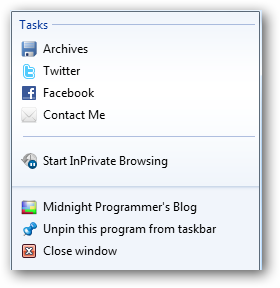 Tasks
Archives
Twitter
Facebook
Contact Me
Start InPrivate Browsing
Midnight Programmer's Blog
Unpin this program from taskbar
Close window